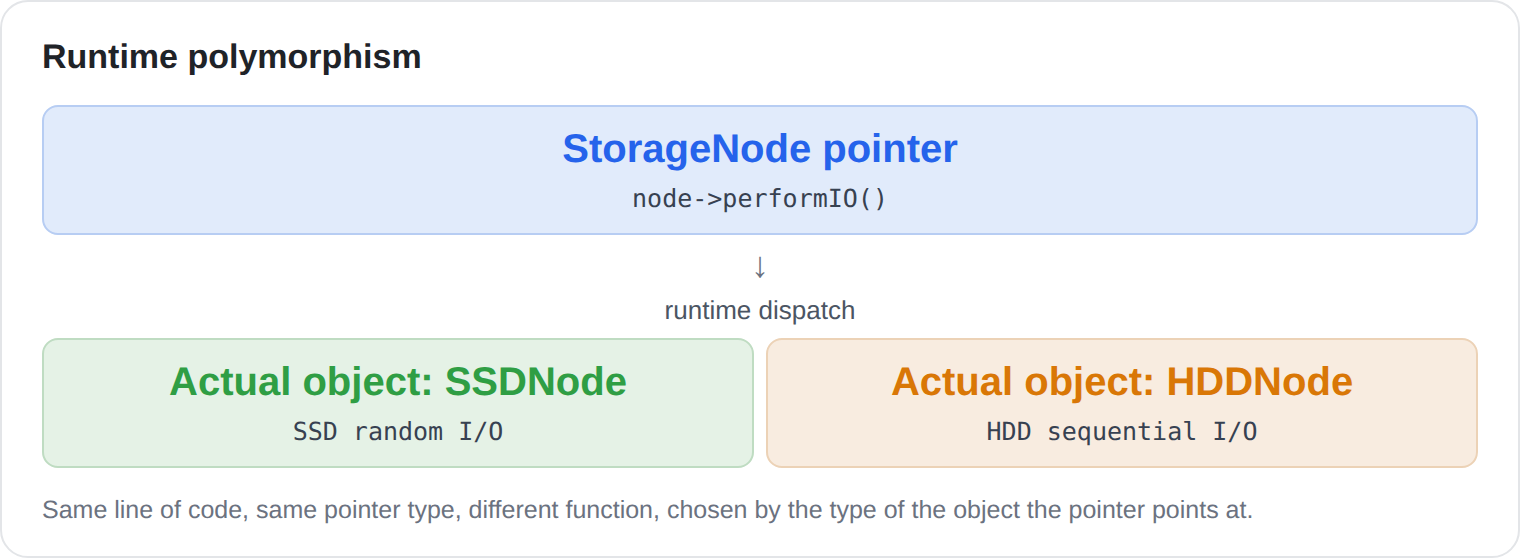 Runtime polymorphism
StorageNode pointer
node->performIO()
↓
runtime dispatch
Actual object: SSDNode
SSD random I/O
Actual object: HDDNode
HDD sequential I/O
Same line of code, same pointer type, different function, chosen by the type of the object the pointer points at.